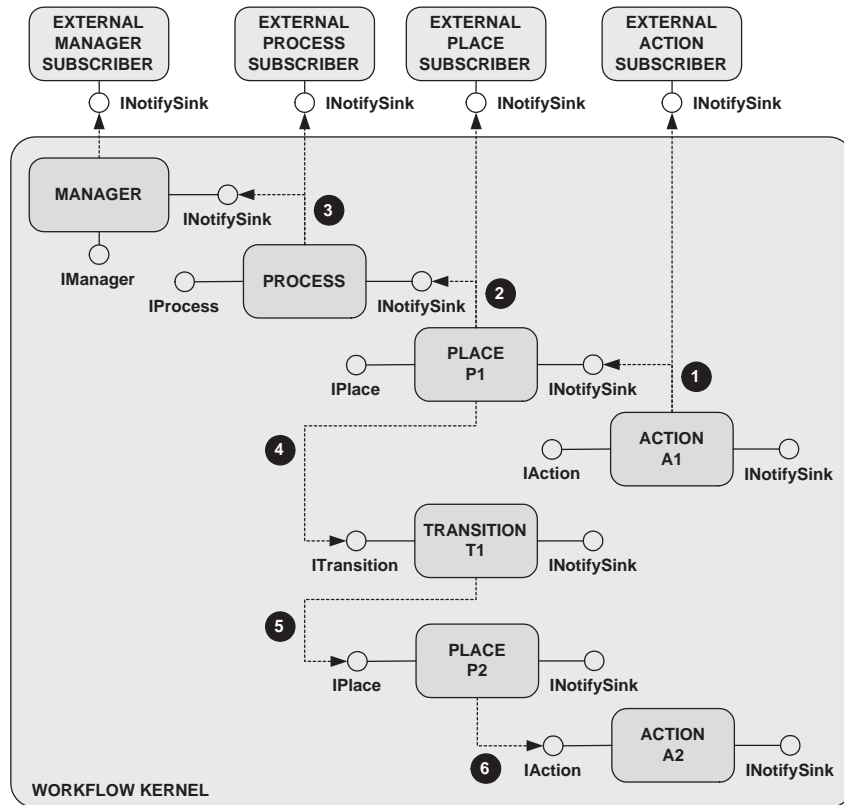 EXTERNAL
MANAGER
SUBSCRIBER
EXTERNAL
PROCESS
SUBSCRIBER
EXTERNAL
PLACE
SUBSCRIBER
EXTERNAL
ACTION
SUBSCRIBER
INotifySink
INotifySink
INotifySink
INotifySink
MANAGER
INotifySink
3
IManager
PROCESS
IProcess
INotifySink
2
PLACE
P1
IPlace
INotifySink
1
ACTION
A1
IAction
INotifySink
4
TRANSITION
T1
ITransition
INotifySink
5
PLACE
P2
IPlace
INotifySink
6
IAction
ACTION
A2
INotifySink
WORKFLOW KERNEL